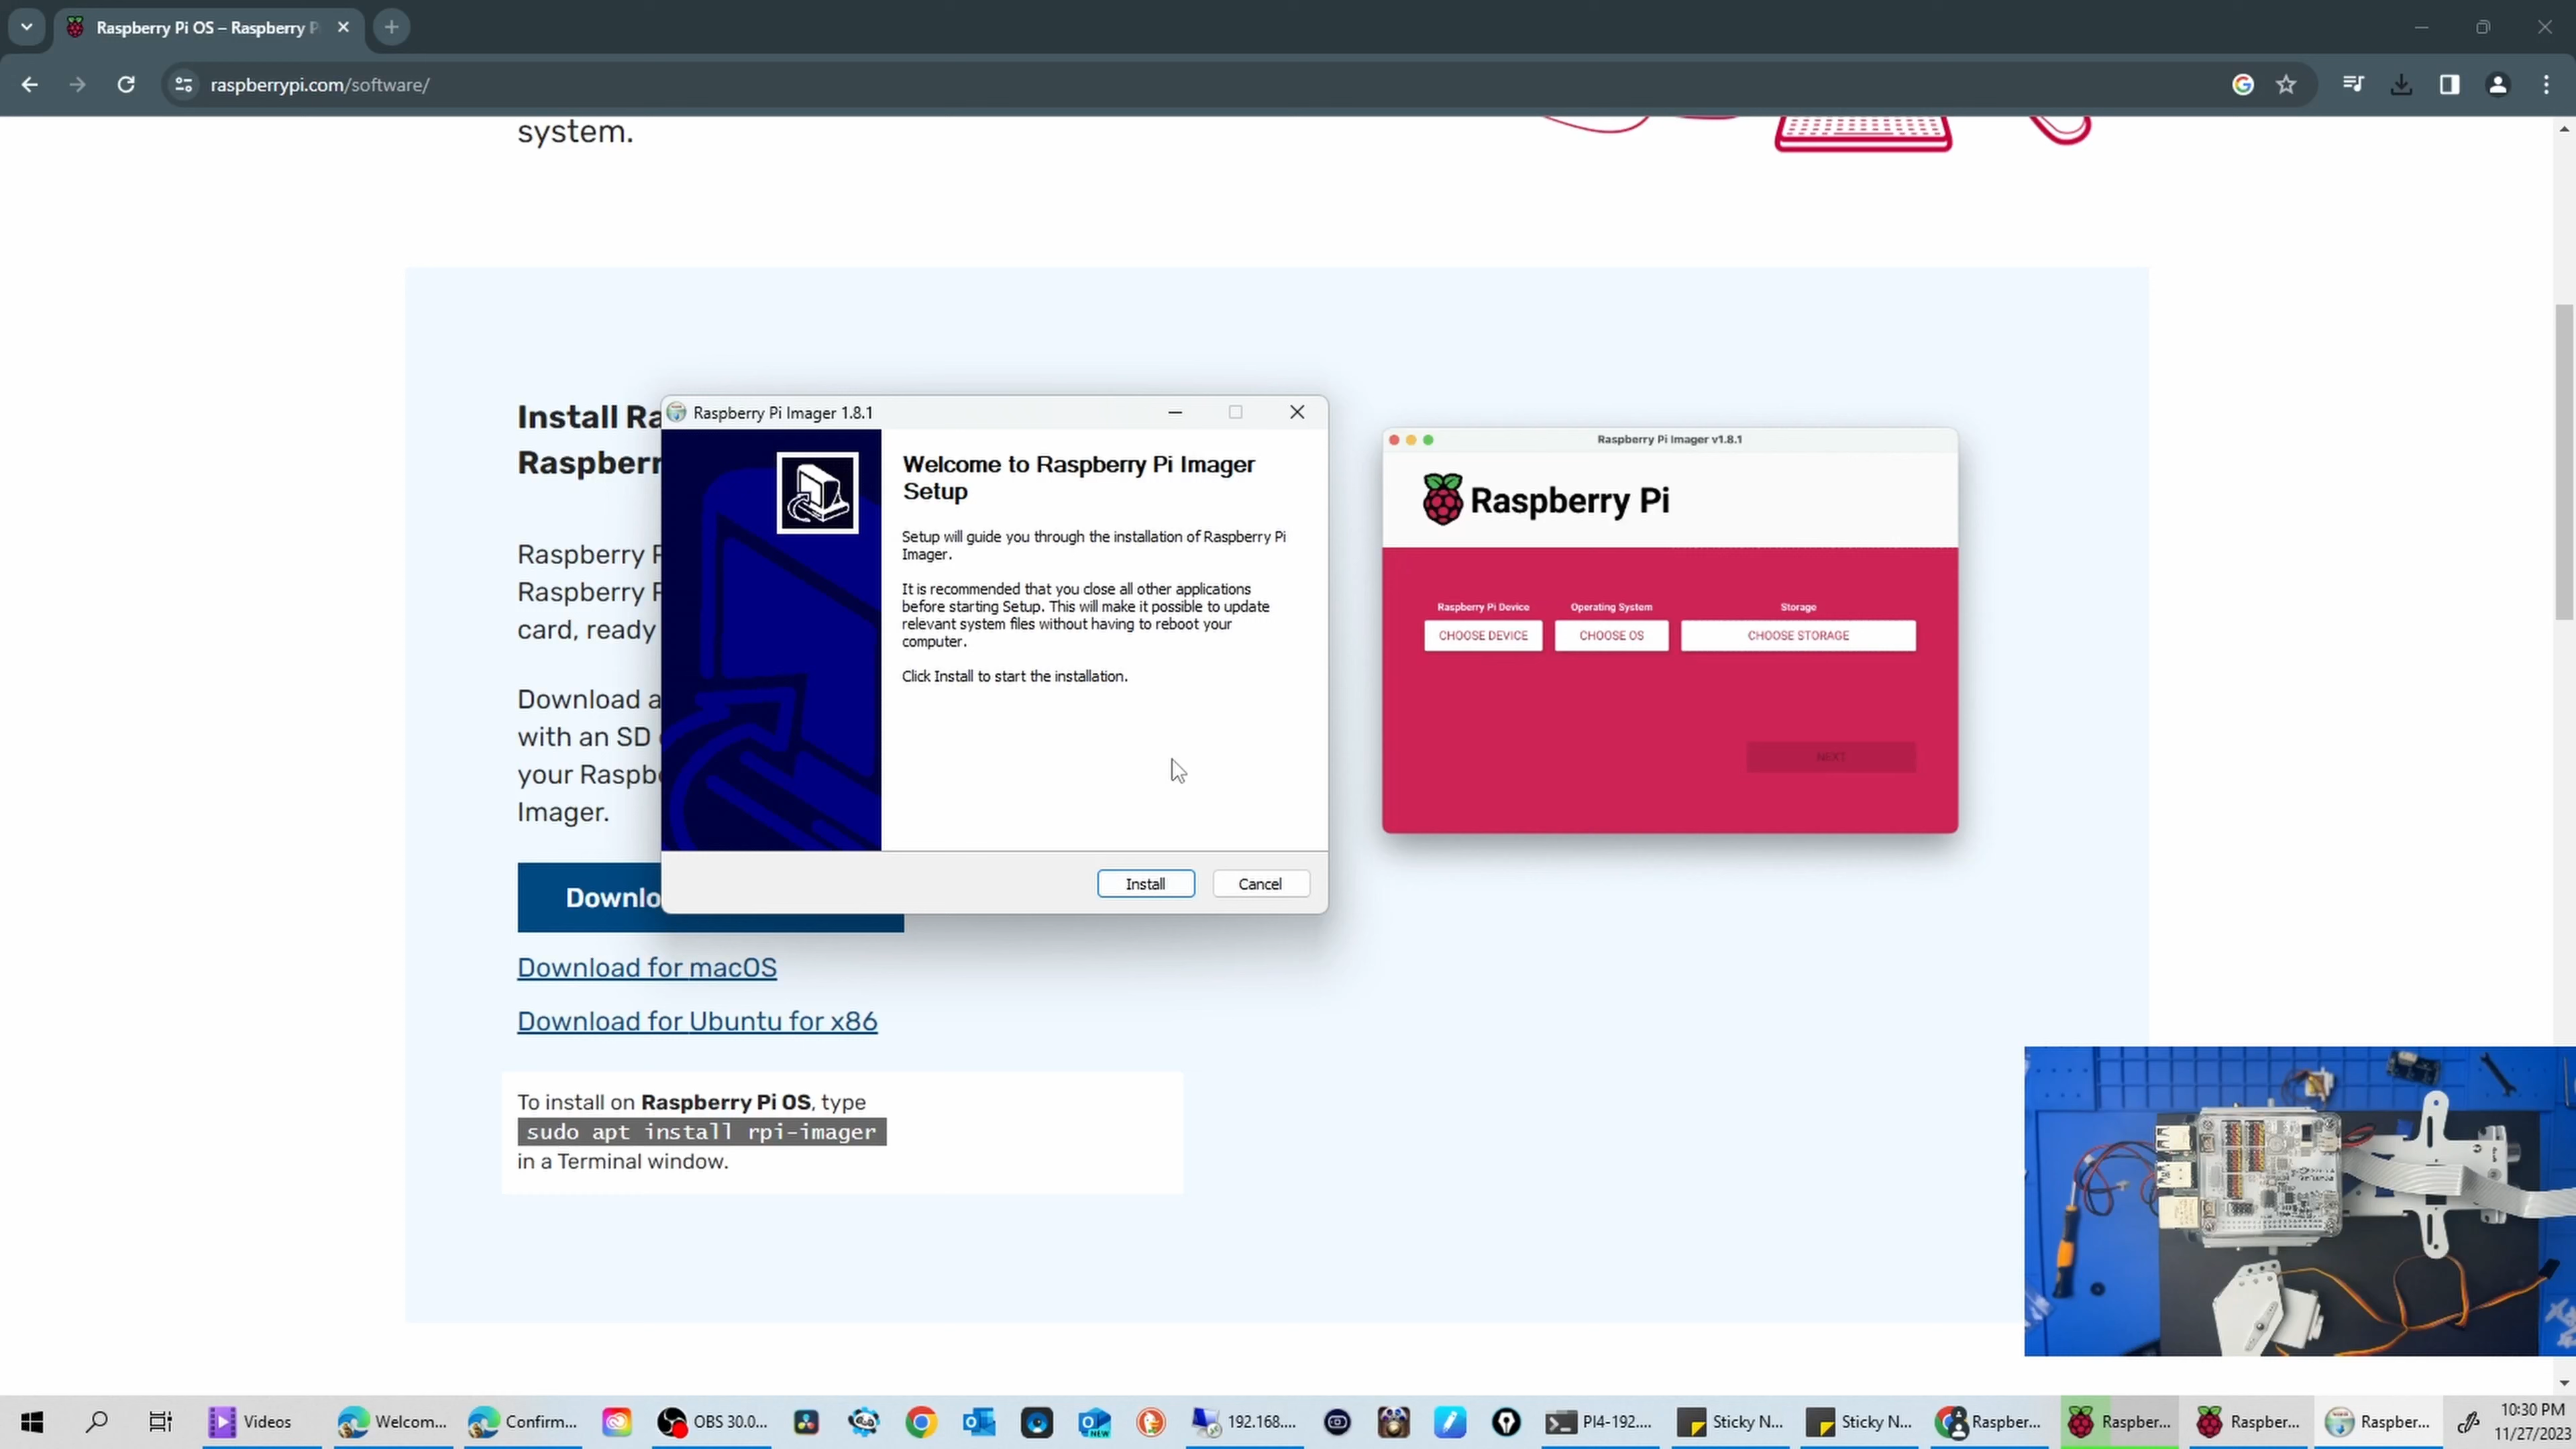 Raspberry Pi OS – Raspberry P
raspberrypi.com/software/
system.
Install Ra
Raspberr
Raspberry P
Raspberry P
card, ready
Download a
with an SD
your Raspb
Imager.
Downlo
Download for macOS
Download for Ubuntu for x86
To install on Raspberry Pi OS, type
sudo apt install rpi-imager
in a Terminal window.
Raspberry Pi Imager 1.8.1
Welcome to Raspberry Pi Imager
Setup
Setup will guide you through the installation of Raspberry Pi
Imager.
It is recommended that you close all other applications
before starting Setup. This will make it possible to update
relevant system files without having to reboot your
computer.
Click Install to start the installation.
Install
Cancel
Raspberry Pi Imager v1.8.1
Raspberry Pi
Raspberry Pi Device
Operating System
Storage
CHOOSE DEVICE
CHOOSE OS
CHOOSE STORAGE
NEXT
Videos
Welcom...
Confirm...
OBS 30.0...
NEW
192.168....
PI4-192....
Sticky N...
Sticky N...
Raspber...
Raspber...
Raspber...
Raspber...
10:30 PM
11/27/2023